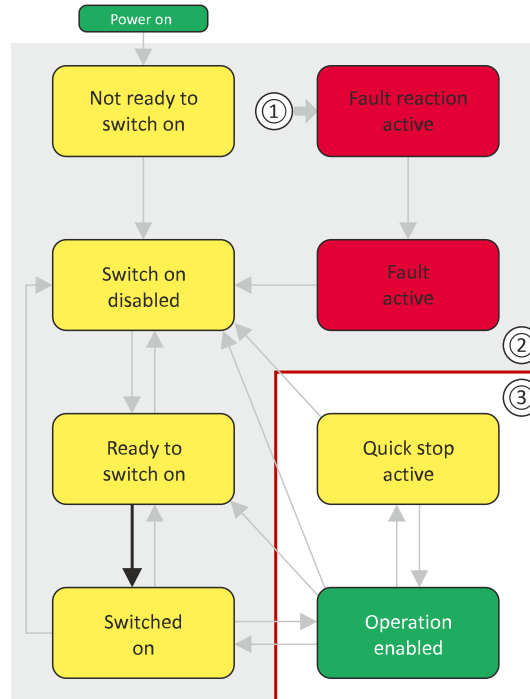 Power on
Not ready to
switch on
①
Fault reaction
active
Switch on
disabled
Fault
active
②
③
Ready to
switch on
Quick stop
active
Switched
on
Operation
enabled